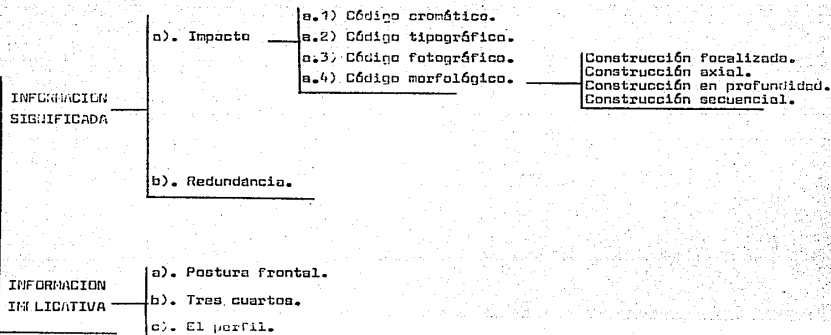 a.1) Código cromático.
a). Impacto
a.2) Código tipográfico.
a.3) Código fotográfico.
a.4) Código morfológico.
Construcción focalizada.
Construcción axial.
Construcción en profundidad.
Construcción secuencial.
INFORMACION
SIGNIFICADA
b). Redundancia.
INFORMACION
IMPLICATIVA
a). Postura frontal.
b). Tres cuartos.
c). El perfil.